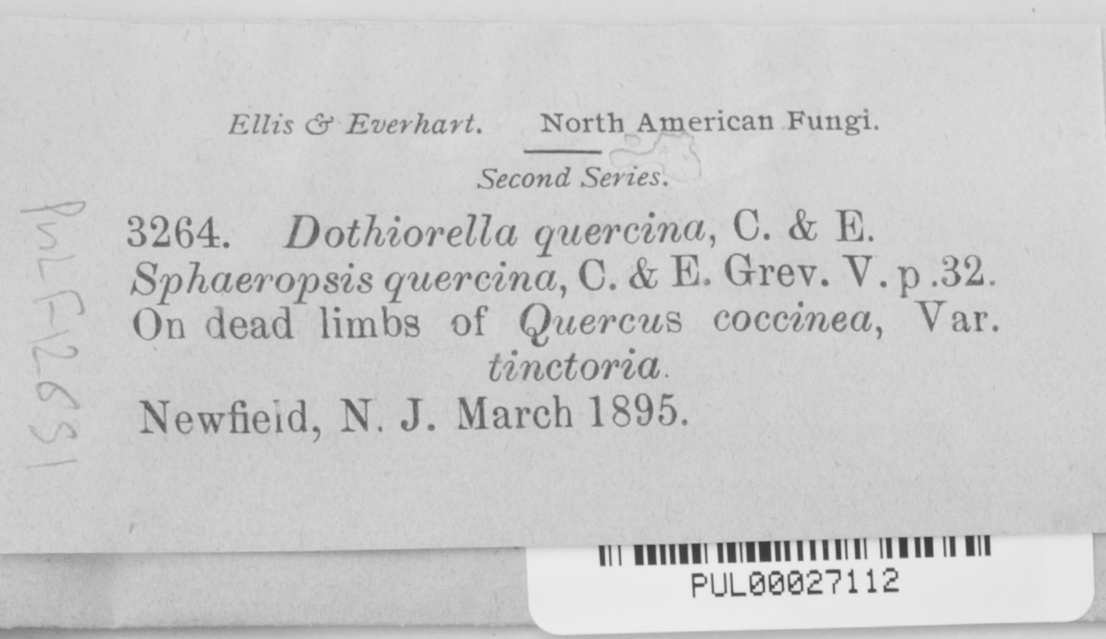 Ellis & Everhart. North American Fungi.
Second Series.
3264. Dothiorella quercina, C. & E.
Sphaeropsis quercina, C. & E. Grev. V. p.32.
On dead limbs of Quercus coccinea, Var.
tinctoria.
Newfield, N. J. March 1895.
PUL00027112